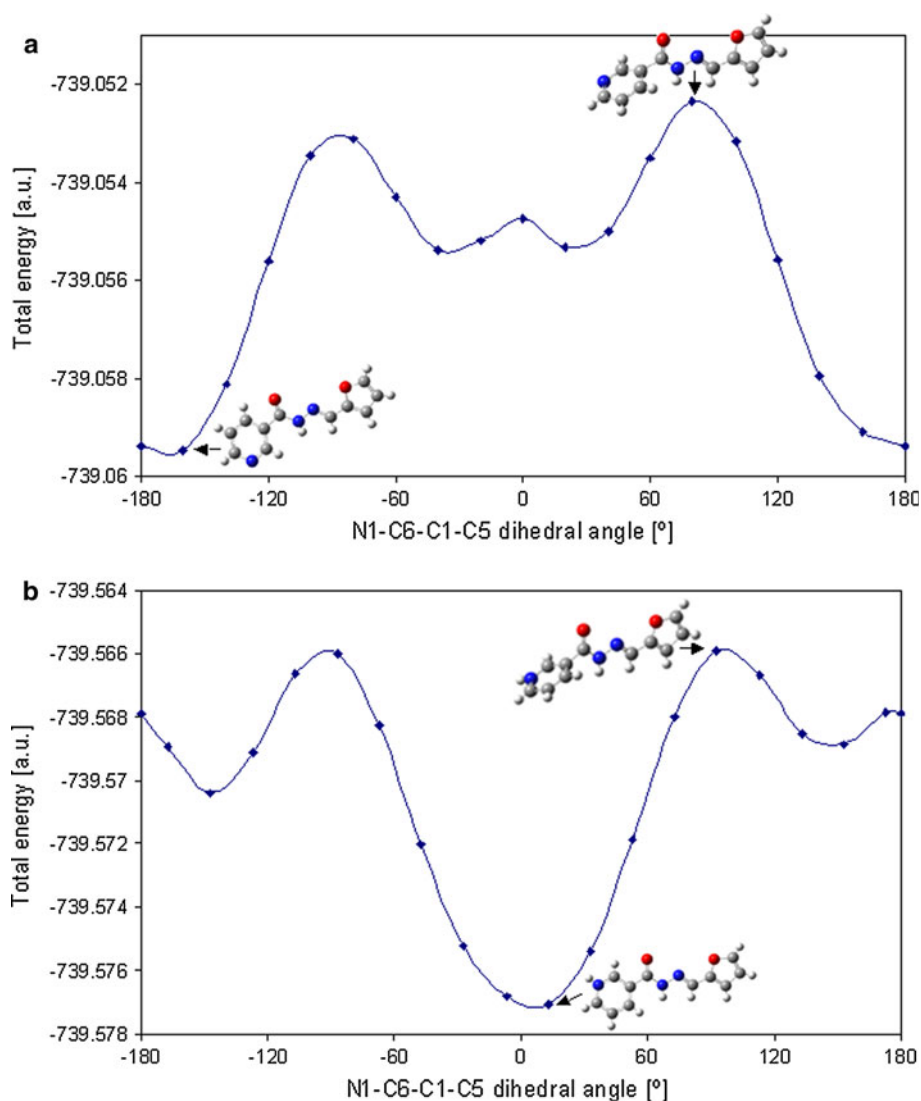 a
-739.052
-739.054
-739.056
-739.058
-739.06
Total energy [a.u.]
-180 -120 -60 0 60 120 180
N1-C6-C1-C5 dihedral angle [º]
b
-739.564
-739.566
-739.568
-739.57
-739.572
-739.574
-739.576
-739.578
Total energy [a.u.]
-180 -120 -60 0 60 120 180
N1-C6-C1-C5 dihedral angle [º]